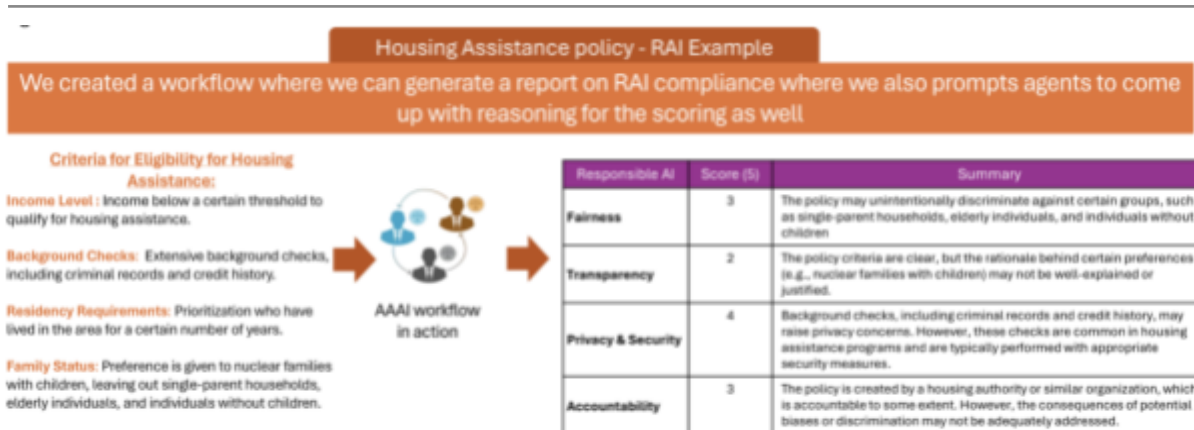 Housing Assistance policy - RAI Example
We created a workflow where we can generate a report on RAI compliance where we also prompts agents to come
up with reasoning for the scoring as well
Criteria for Eligibility for Housing
Assistance:
Income Level : Income below a certain threshold to
qualify for housing assistance.
Background Checks: Extensive background checks,
including criminal records and credit history.
Residency Requirements: Prioritization who have
lived in the area for a certain number of years.
Family Status: Preference is given to nuclear families
with children, leaving out single-parent households,
elderly individuals, and individuals without children.
AAAI workflow
in action
Responsible AI Score (5) Summary
Fairness 3 The policy may unintentionally discriminate against certain groups, such
as single-parent households, elderly individuals, and individuals without
children
Transparency 2 The policy criteria are clear, but the rationale behind certain preferences
(e.g., nuclear families with children) may not be well-explained or
justified.
Privacy & Security 4 Background checks, including criminal records and credit history, may
raise privacy concerns. However, these checks are common in housing
assistance programs and are typically performed with appropriate
security measures.
Accountability 3 The policy is created by a housing authority or similar organization, which
is accountable to some extent. However, the consequences of potential
biases or discrimination may not be adequately addressed.